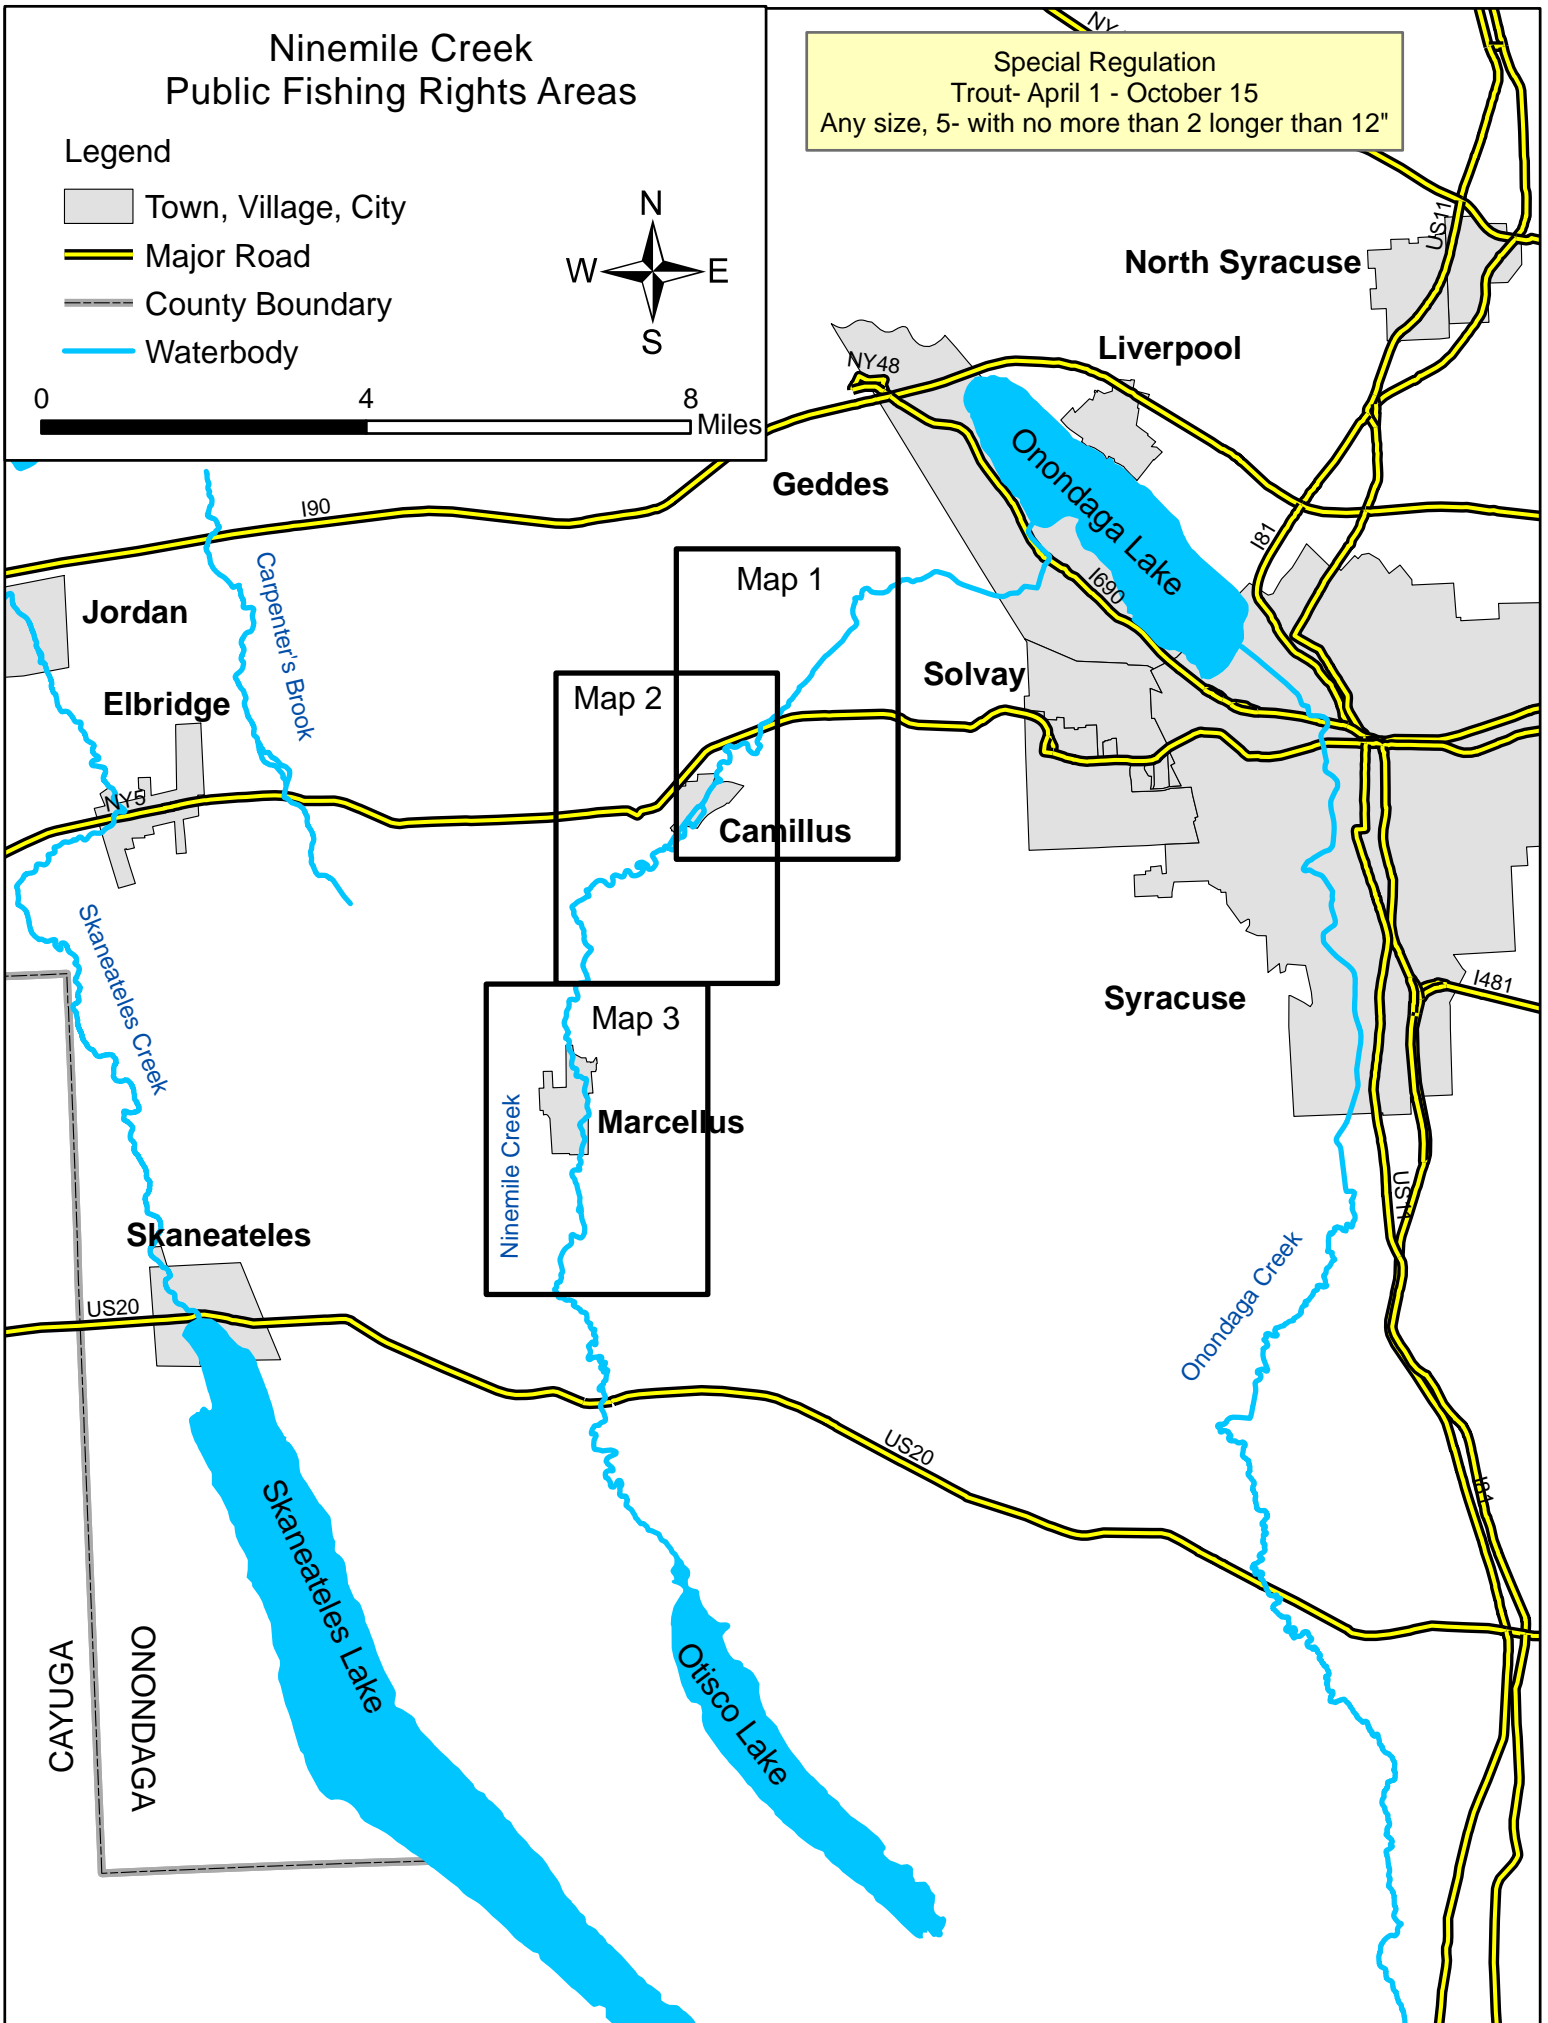 Ninemile Creek
Public Fishing Rights Areas
Legend
Town, Village, City
Major Road
County Boundary
Waterbody
N
W E
S
0 4 8
Miles
NY
Special Regulation
Trout- April 1 - October 15
Any size, 5- with no more than 2 longer than 12"
US11
North Syracuse
Liverpool
NY48
Onondaga Lake
Geddes
I90
I81
Carpenter's Brook
Map 1
I690
Jordan
Solvay
Map 2
Elbridge
NY5
Camillus
Skaneateles Creek
I481
Syracuse
Map 3
Ninemile Creek
Marcellus
US11
Skaneateles
Onondaga Creek
US20
US20
I81
Skaneateles Lake
Otisco Lake
CAYUGA
ONONDAGA